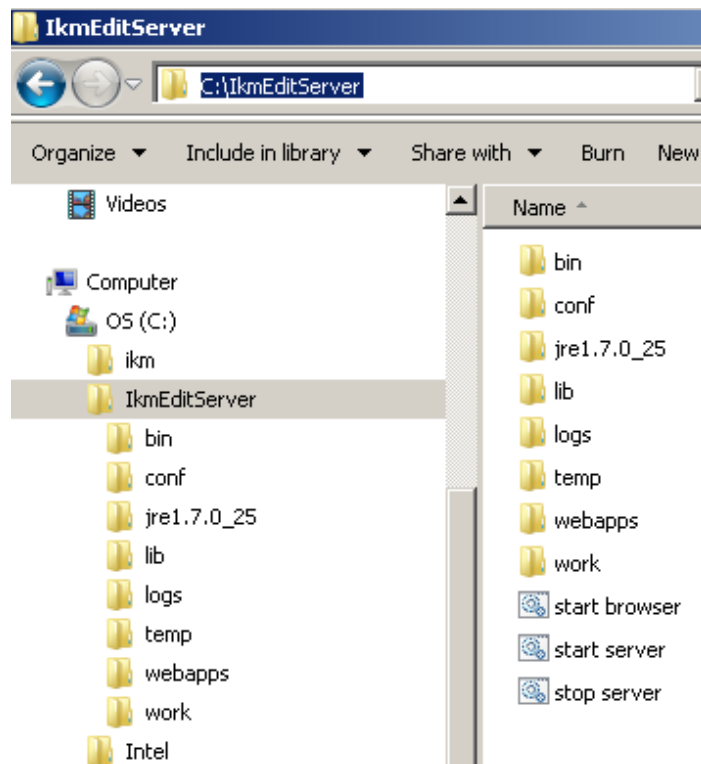 IkmEditServer
C:\IkmEditServer
Organize Include in library Share with Burn New
Videos
Computer
OS (C:)
ikm
IkmEditServer
bin
conf
jre1.7.0_25
lib
logs
temp
webapps
work
Intel
Name
bin
conf
jre1.7.0_25
lib
logs
temp
webapps
work
start browser
start server
stop server